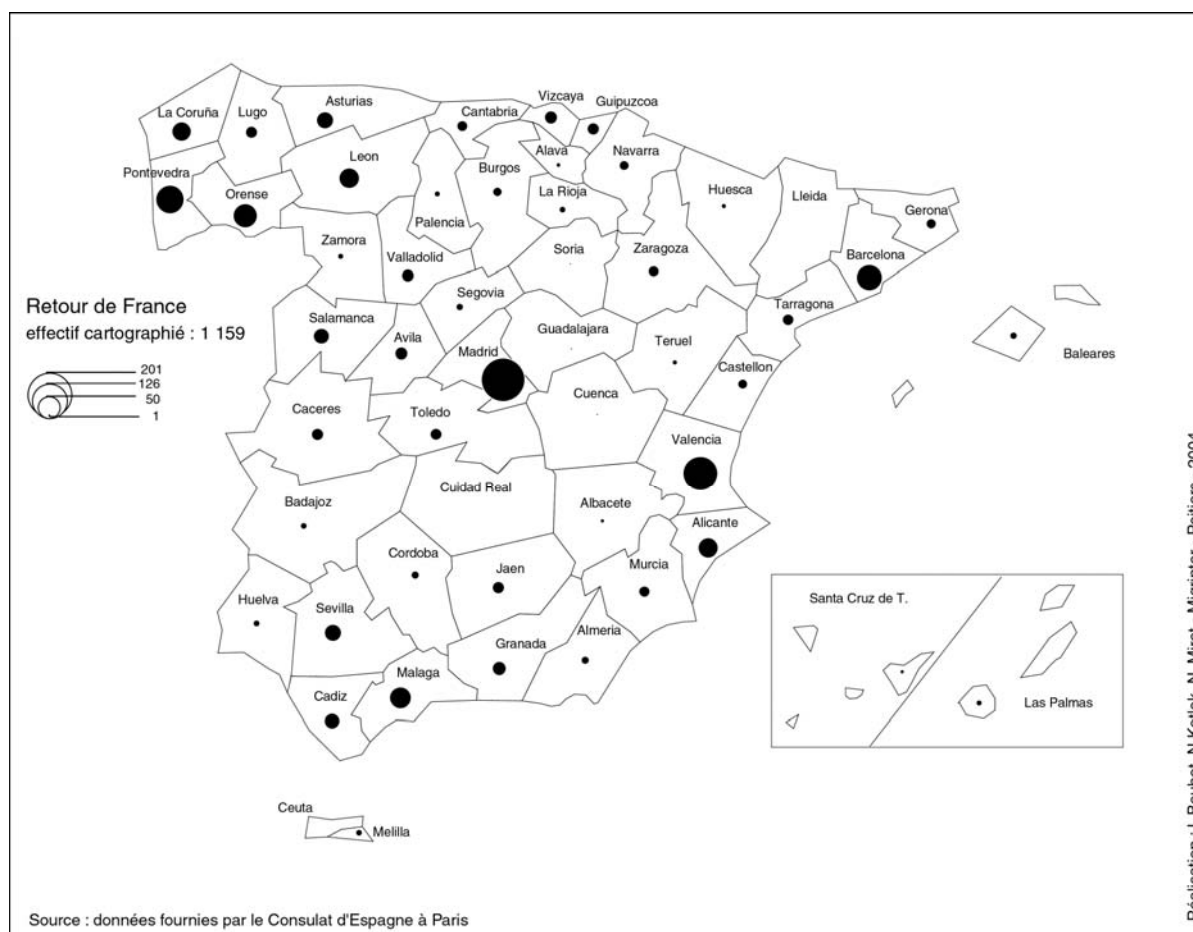 Vizcaya
Guipuzcoa
La Coruña
Lugo
Asturias
Cantabria
Alava
Navarra
Pontevedra
Orense
Leon
Burgos
La Rioja
Huesca
Lleida
Gerona
Palencia
Zamora
Valladolid
Soria
Zaragoza
Barcelona
Retour de France
effectif cartographié : 1 159
201
126
50
1
Salamanca
Avila
Segovia
Madrid
Guadalajara
Teruel
Tarragona
Castellon
Baleares
Caceres
Toledo
Cuenca
Valencia
Badajoz
Cuidad Real
Albacete
Alicante
Cordoba
Jaen
Murcia
Huelva
Sevilla
Granada
Almeria
Cadiz
Malaga
Santa Cruz de T.
Las Palmas
Ceuta
Melilla
Source : données fournies par le Consulat d'Espagne à Paris